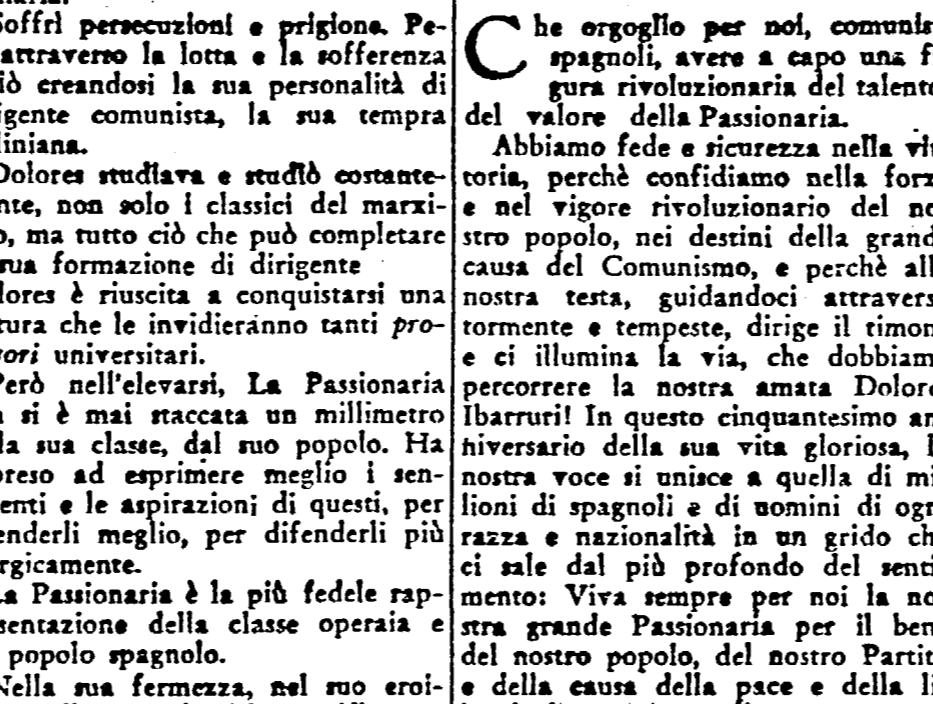 Soffrì persecuzioni e prigione. Pe-
attraverso la lotta e la sofferenza
iò creandosi la sua personalità di
igente comunista, la sua tempra
liniana.
Dolores studiava e studiò costante-
nte, non solo i classici del marxi-
o, ma tutto ciò che può completare
sua formazione di dirigente
lores è riuscita a conquistarsi una
tura che le invidieranno tanti pro-
sori universitari.
Però nell'elevarsi, La Passionaria
n si è mai staccata un millimetro
la sua classe, dal suo popolo. Ha
preso ad esprimere meglio i sen-
enti e le aspirazioni di questi, per
enderli meglio, per difenderli più
rgicamente.
La Passionaria è la più fedele rap-
sentazione della classe operaia e
popolo spagnolo.
Nella sua fermezza, nel suo eroi-
Che orgoglio per noi, comunis
spagnoli, avere a capo una f
gura rivoluzionaria del talento
del valore della Passionaria.
Abbiamo fede e sicurezza nella vit
toria, perchè confidiamo nella forz
e nel vigore rivoluzionario del no
stro popolo, nei destini della grand
causa del Comunismo, e perchè all
nostra testa, guidandoci attravers
tormente e tempeste, dirige il timon
e ci illumina la via, che dobbiam
percorrere la nostra amata Dolore
Ibarruri! In questo cinquantesimo an
niversario della sua vita gloriosa, l
nostra voce si unisce a quella di mi
lioni di spagnoli e di uomini di ogn
razza e nazionalità in un grido ch
ci sale dal più profondo del senti
mento: Viva sempre per noi la no
stra grande Passionaria per il ben
del nostro popolo, del nostro Partit
e della causa della pace e della li